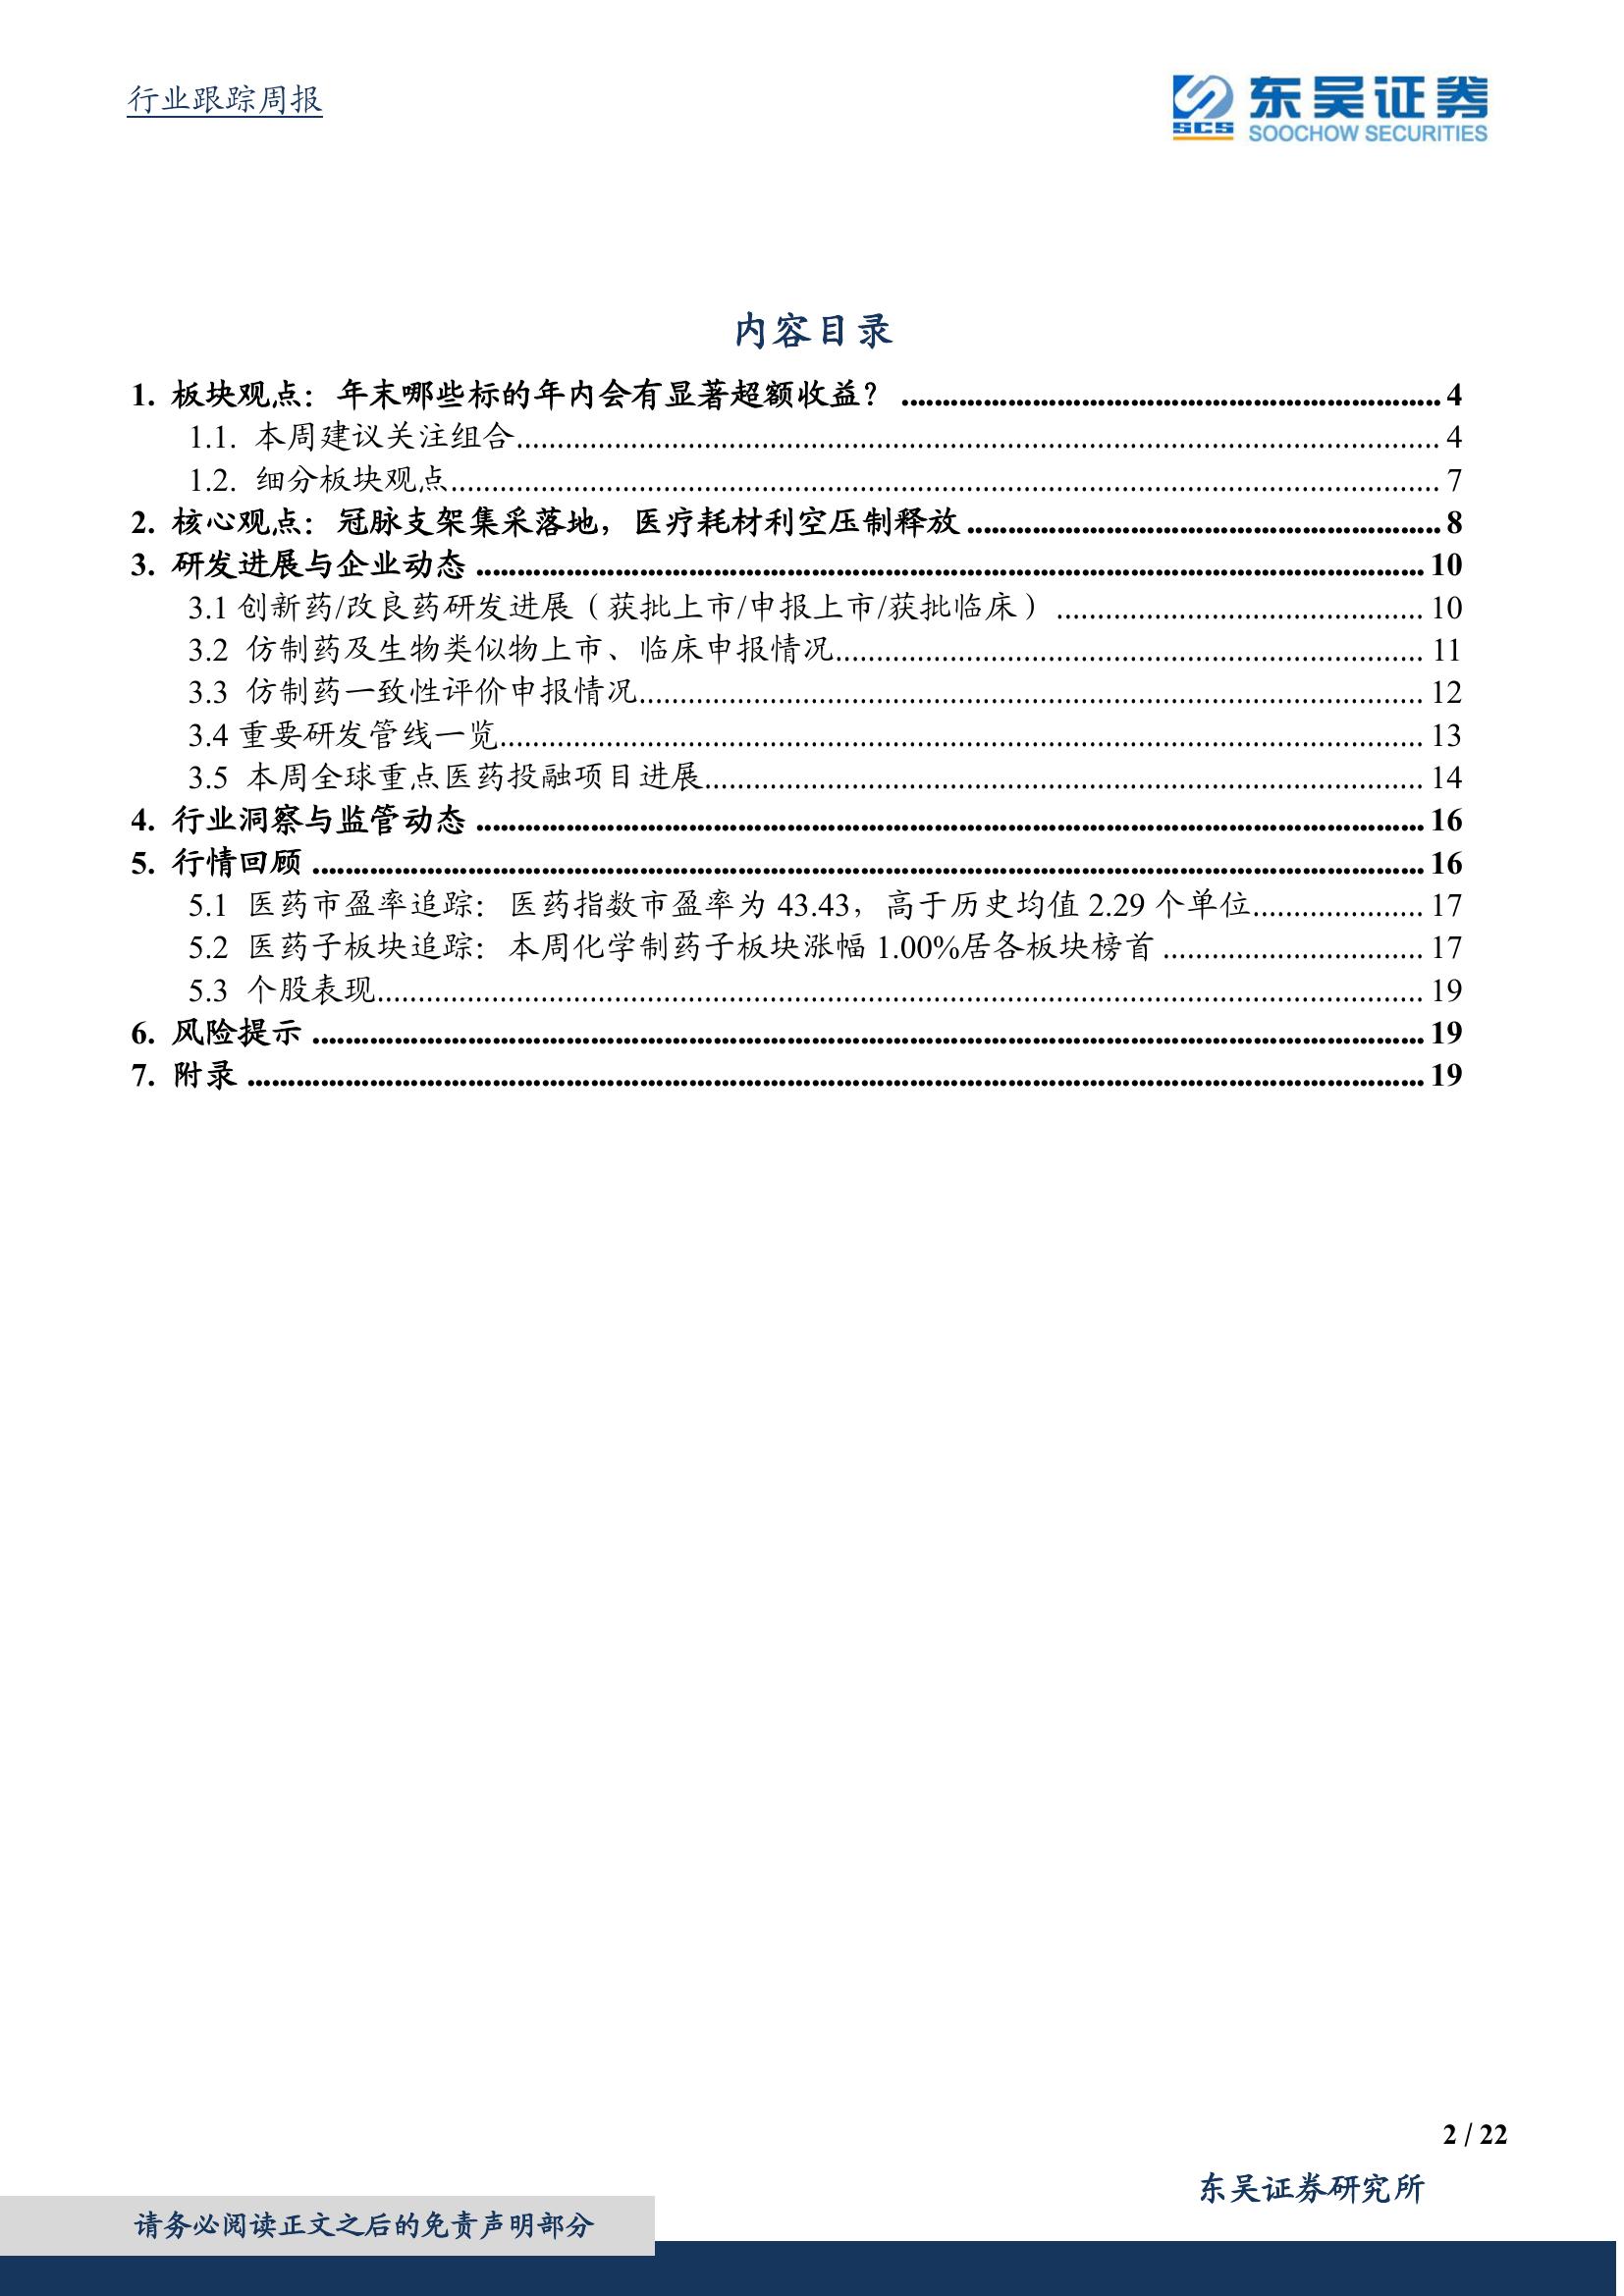 行业跟踪周报
东吴证券
SCS
SOOCHOW SECURITIES
内容目录
1. 板块观点：年末哪些标的年内会有显著超额收益？ .................................................................. 4
1.1. 本周建议关注组合.................................................................................................................. 4
1.2. 细分板块观点.......................................................................................................................... 7
2. 核心观点：冠脉支架集采落地，医疗耗材利空压制释放 .......................................................... 8
3. 研发进展与企业动态 .................................................................................................................... 10
3.1 创新药/改良药研发进展（获批上市/申报上市/获批临床） ............................................. 10
3.2 仿制药及生物类似物上市、临床申报情况........................................................................ 11
3.3 仿制药一致性评价申报情况................................................................................................ 12
3.4 重要研发管线一览................................................................................................................. 13
3.5 本周全球重点医药投融项目进展........................................................................................ 14
4. 行业洞察与监管动态 .................................................................................................................... 16
5. 行情回顾 ........................................................................................................................................ 16
5.1 医药市盈率追踪：医药指数市盈率为 43.43，高于历史均值 2.29 个单位..................... 17
5.2 医药子板块追踪：本周化学制药子板块涨幅 1.00%居各板块榜首 ................................ 17
5.3 个股表现................................................................................................................................ 19
6. 风险提示 ........................................................................................................................................ 19
7. 附录 ................................................................................................................................................ 19
2 / 22
东吴证券研究所
请务必阅读正文之后的免责声明部分